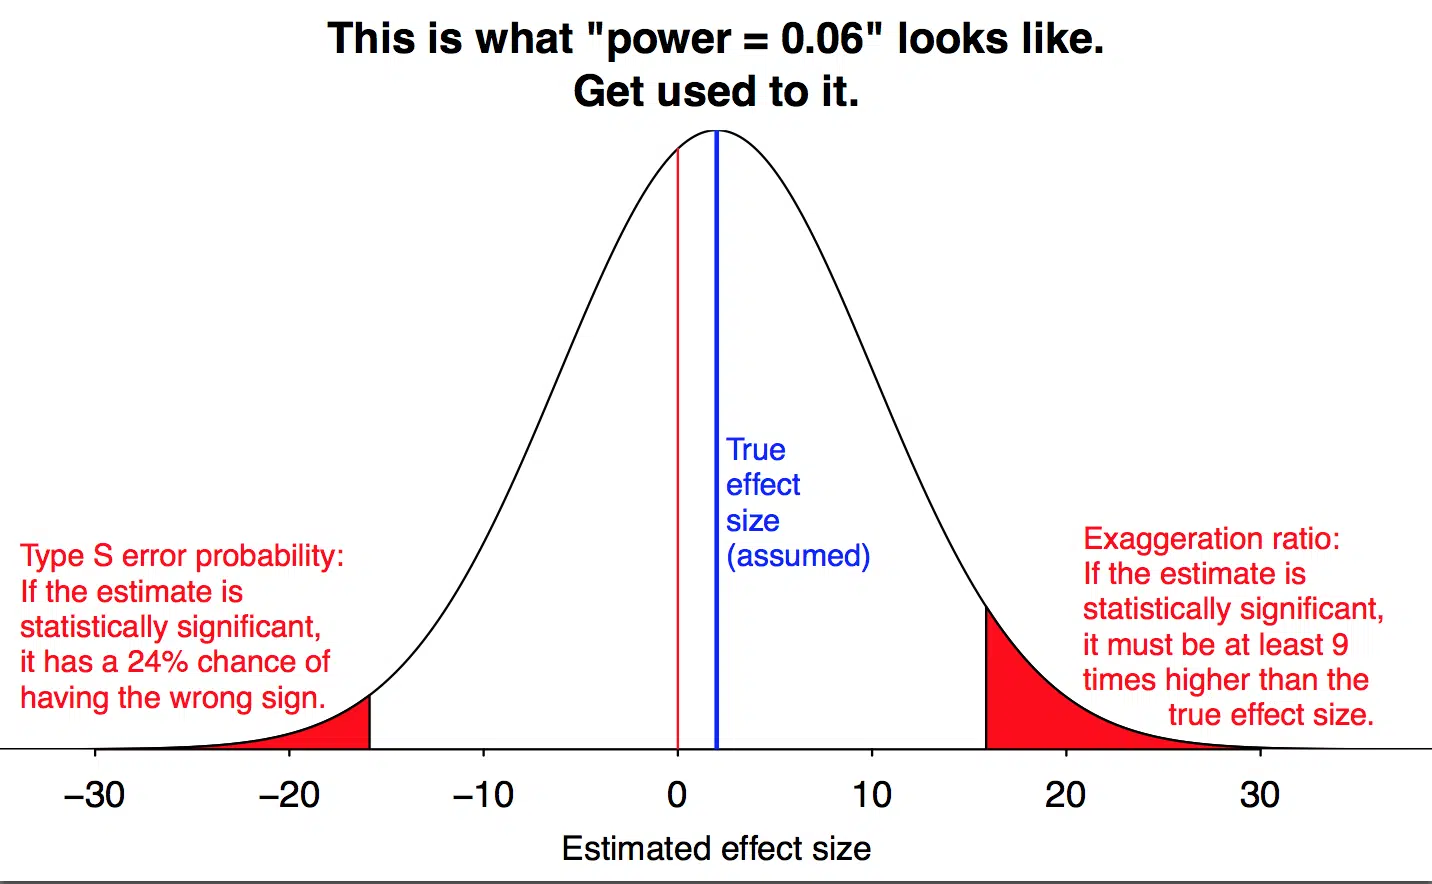 This is what "power = 0.06" looks like.
Get used to it.
True
effect
size
(assumed)
Type S error probability:
If the estimate is
statistically significant,
it has a 24% chance of
having the wrong sign.
Exaggeration ratio:
If the estimate is
statistically significant,
it must be at least 9
times higher than the
true effect size.
−30 −20 −10 0 10 20 30
Estimated effect size